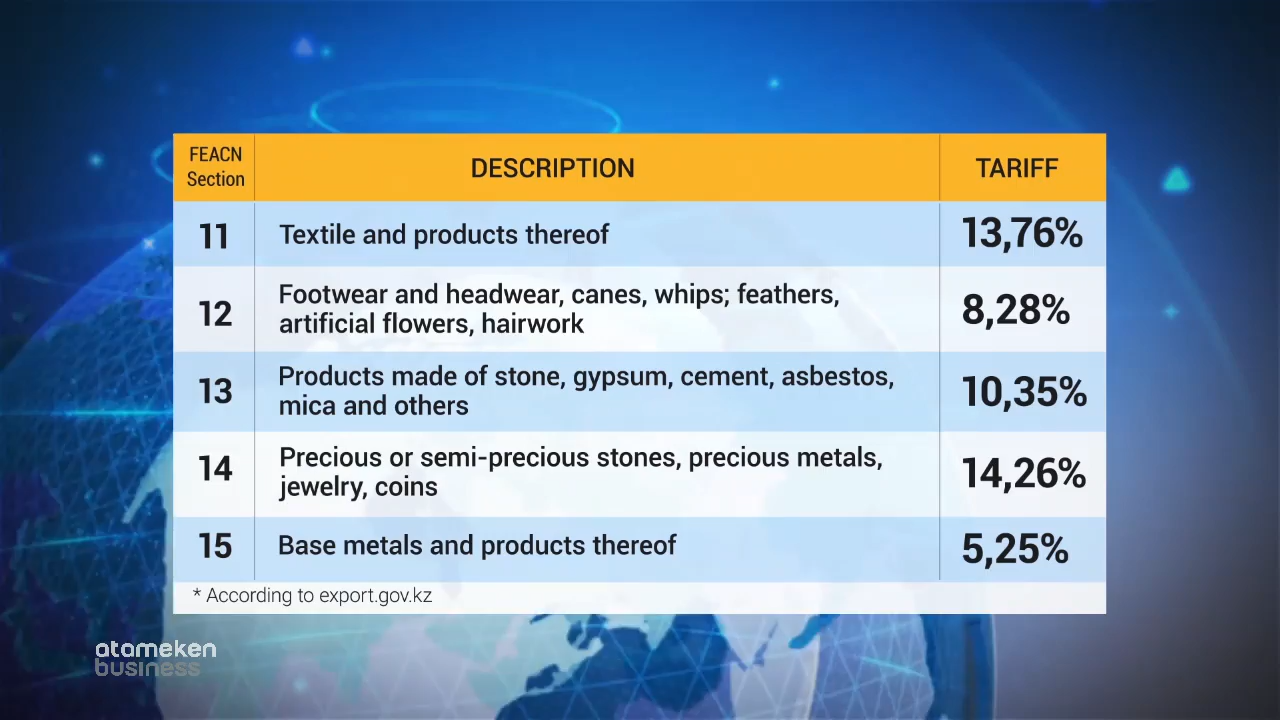 FEACN
Section
DESCRIPTION
TARIFF
11
Textile and products thereof
13,76%
12
Footwear and headwear, canes, whips; feathers,
artificial flowers, hairwork
8,28%
13
Products made of stone, gypsum, cement, asbestos,
mica and others
10,35%
14
Precious or semi-precious stones, precious metals,
jewelry, coins
14,26%
15
Base metals and products thereof
5,25%
* According to export.gov.kz
atameken
business